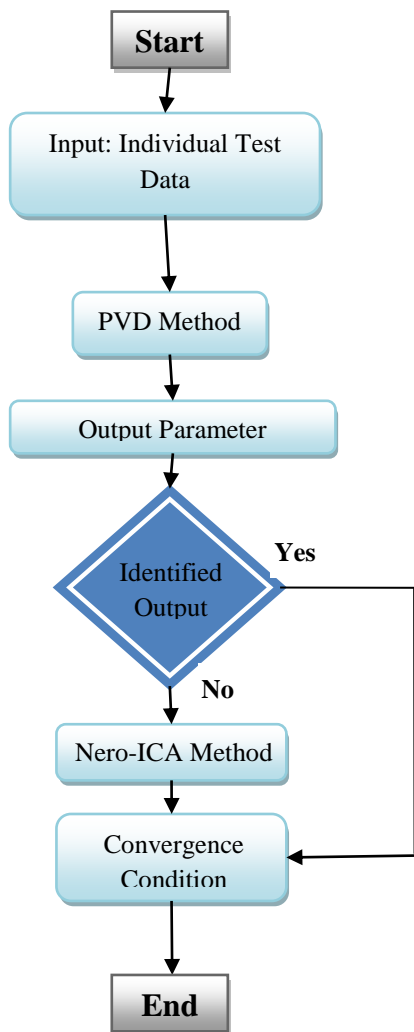 Start
Input: Individual Test
Data
PVD Method
Output Parameter
Yes
Identified
Output
No
Nero-ICA Method
Convergence
Condition
End